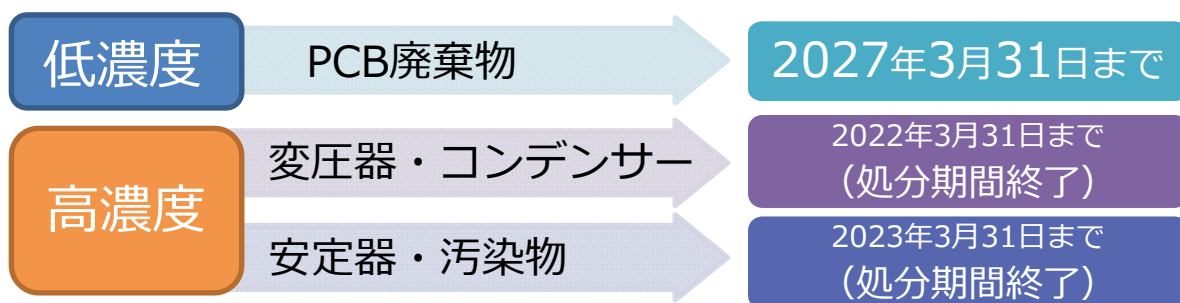 低濃度
PCB廃棄物
2027年3月31日まで
高濃度
変圧器・コンデンサー
2022年3月31日まで
(処分期間終了)
安定器・汚染物
2023年3月31日まで
(処分期間終了)